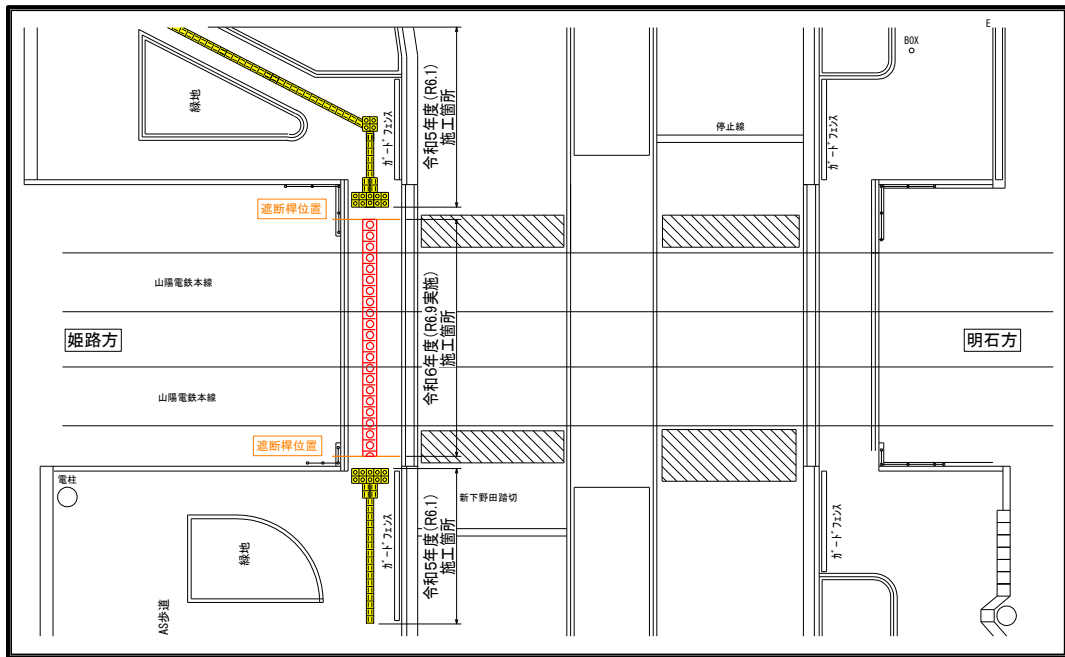 E
BOX
緑地
ガードフェンス
令和5年度(R6.1)
施工箇所
停止線
ガードフェンス
遮断桿位置
山陽電鉄本線
姫路方
令和6年度(R6.9実施)
施工箇所
明石方
山陽電鉄本線
遮断桿位置
電柱
新下野田踏切
緑地
ガードフェンス
令和5年度(R6.1)
施工箇所
ガードフェンス
AS歩道